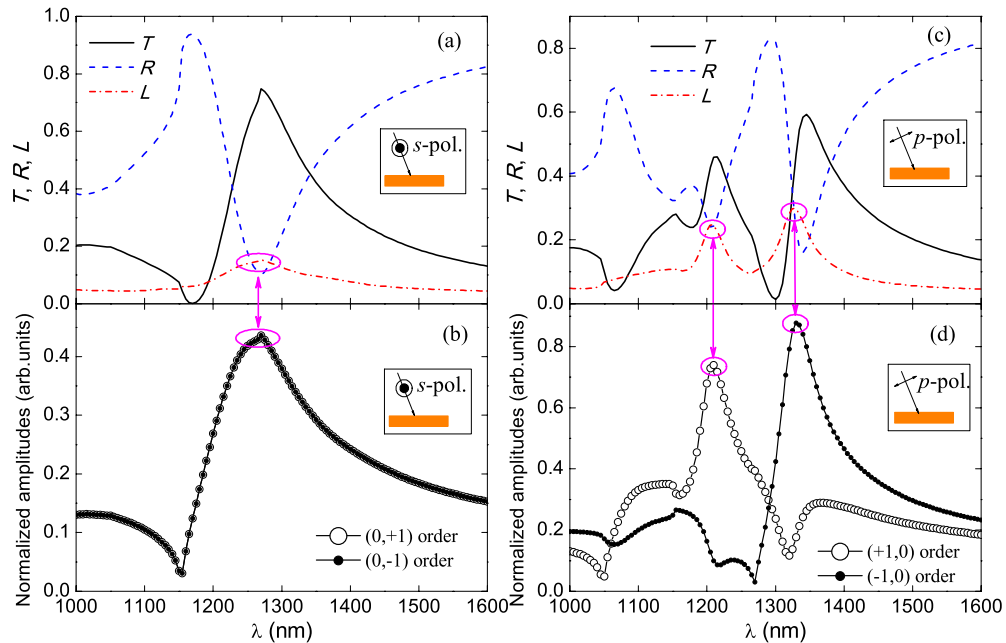 (a)
T
R
L
s-pol.
T, R, L
1.0
0.8
0.6
0.4
0.2
0.0
(c)
T
R
L
p-pol.
0.8
0.6
0.4
0.2
0.0
(b)
s-pol.
(0,+1) order
(0,-1) order
Normalized amplitudes (arb.units)
0.4
0.3
0.2
0.1
0.0
1000 1100 1200 1300 1400 1500 1600
λ (nm)
(d)
p-pol.
(+1,0) order
(-1,0) order
Normalized amplitudes (arb.units)
0.8
0.6
0.4
0.2
0.0
1000 1100 1200 1300 1400 1500 1600
λ (nm)